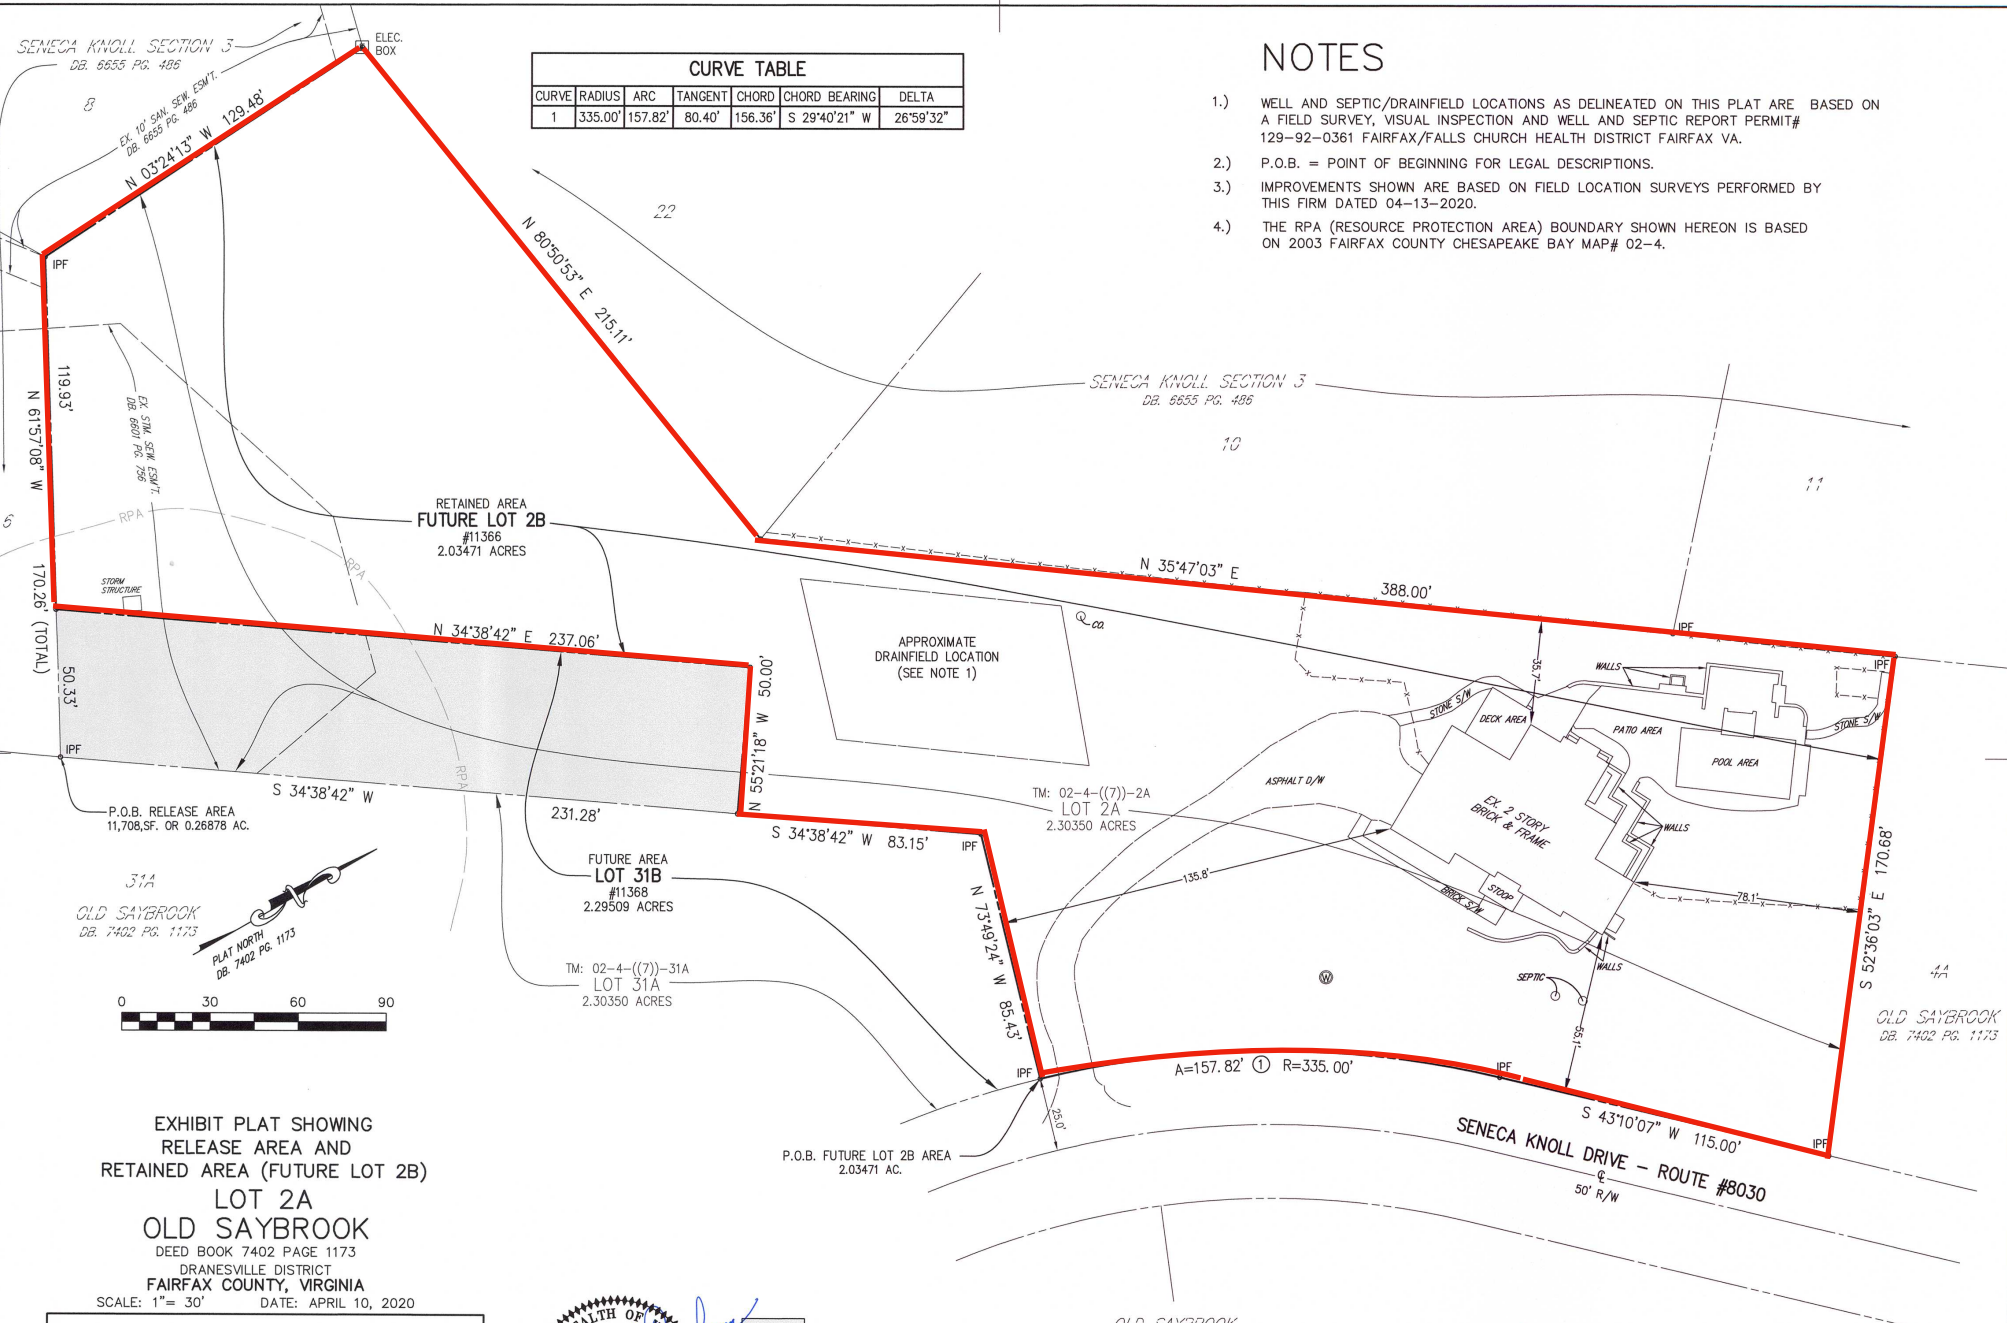 SENECA KNOLL SECTION 3
DB. 6655 PG. 486
8
ELEC.
BOX
EX. 10' SAN. SEW. ESM'T.
DB. 6655 PG. 486
N 03°24'13" W 129.48'
IPF
CURVE TABLE
CURVE RADIUS ARC TANGENT CHORD CHORD BEARING DELTA
1 335.00' 157.82' 80.40' 156.36' S 29°40'21" W 26°59'32"
NOTES
1.) WELL AND SEPTIC/DRAINFIELD LOCATIONS AS DELINEATED ON THIS PLAT ARE BASED ON
A FIELD SURVEY, VISUAL INSPECTION AND WELL AND SEPTIC REPORT PERMIT#
129-92-0361 FAIRFAX/FALLS CHURCH HEALTH DISTRICT FAIRFAX VA.
2.) P.O.B. = POINT OF BEGINNING FOR LEGAL DESCRIPTIONS.
3.) IMPROVEMENTS SHOWN ARE BASED ON FIELD LOCATION SURVEYS PERFORMED BY
THIS FIRM DATED 04-13-2020.
4.) THE RPA (RESOURCE PROTECTION AREA) BOUNDARY SHOWN HEREON IS BASED
ON 2003 FAIRFAX COUNTY CHESAPEAKE BAY MAP# 02-4.
22
N 80°50'53" E 215.11'
SENECA KNOLL SECTION 3
DB. 6655 PG. 486
10
11
119.93'
N 61°57'08" W
170.26' (TOTAL)
EX. STM. SEW. ESM'T.
DB. 6601 PG. 756
RPA
RPA
RPA
STORM
STRUCTURE
RETAINED AREA
FUTURE LOT 2B
#11366
2.03471 ACRES
N 35°47'03" E 388.00'
IPF
IPF
N 34°38'42" E 237.06'
50.33'
IPF
N 55°21'18" W 50.00'
APPROXIMATE
DRAINFIELD LOCATION
(SEE NOTE 1)
CO.
35.7'
WALLS
STONE S/W
DECK AREA
PATIO AREA
STONE S/W
POOL AREA
ASPHALT D/W
EX. 2 STORY
BRICK & FRAME
WALLS
STOOP
BRICK S/W
WALLS
135.8'
78.1'
55.1'
SEPTIC
W
S 52°36'03" E 170.68'
4A
OLD SAYBROOK
DB. 7402 PG. 1173
TM: 02-4-((7))-2A
LOT 2A
2.30350 ACRES
P.O.B. RELEASE AREA
11,708,SF. OR 0.26878 AC.
S 34°38'42" W 231.28'
S 34°38'42" W 83.15'
IPF
FUTURE AREA
LOT 31B
#11368
2.29509 ACRES
N 73°49'24" W 85.43'
IPF
31A
OLD SAYBROOK
DB. 7402 PG. 1173
PLAT NORTH
DB. 7402 PG. 1173
0 30 60 90
TM: 02-4-((7))-31A
LOT 31A
2.30350 ACRES
A=157.82' 1 R=335.00'
IPF
25.0'
P.O.B. FUTURE LOT 2B AREA
2.03471 AC.
S 43°10'07" W 115.00'
IPF
SENECA KNOLL DRIVE - ROUTE #8030
50' R/W
EXHIBIT PLAT SHOWING
RELEASE AREA AND
RETAINED AREA (FUTURE LOT 2B)
LOT 2A
OLD SAYBROOK
DEED BOOK 7402 PAGE 1173
DRANESVILLE DISTRICT
FAIRFAX COUNTY, VIRGINIA
SCALE: 1"= 30' DATE: APRIL 10, 2020
ALTH OF
OLD SAYBROOK